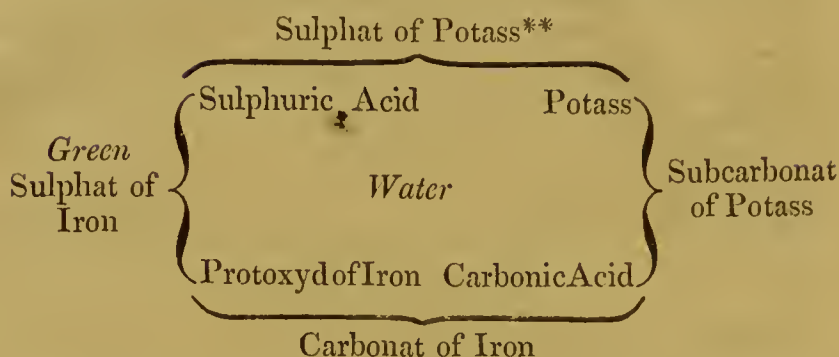 Sulphat of Potass**
Sulphuric Acid Potass
Green
Sulphat of
Iron
Water
Subcarbonat
of Potass
Protoxyd of Iron Carbonic Acid
Carbonat of Iron